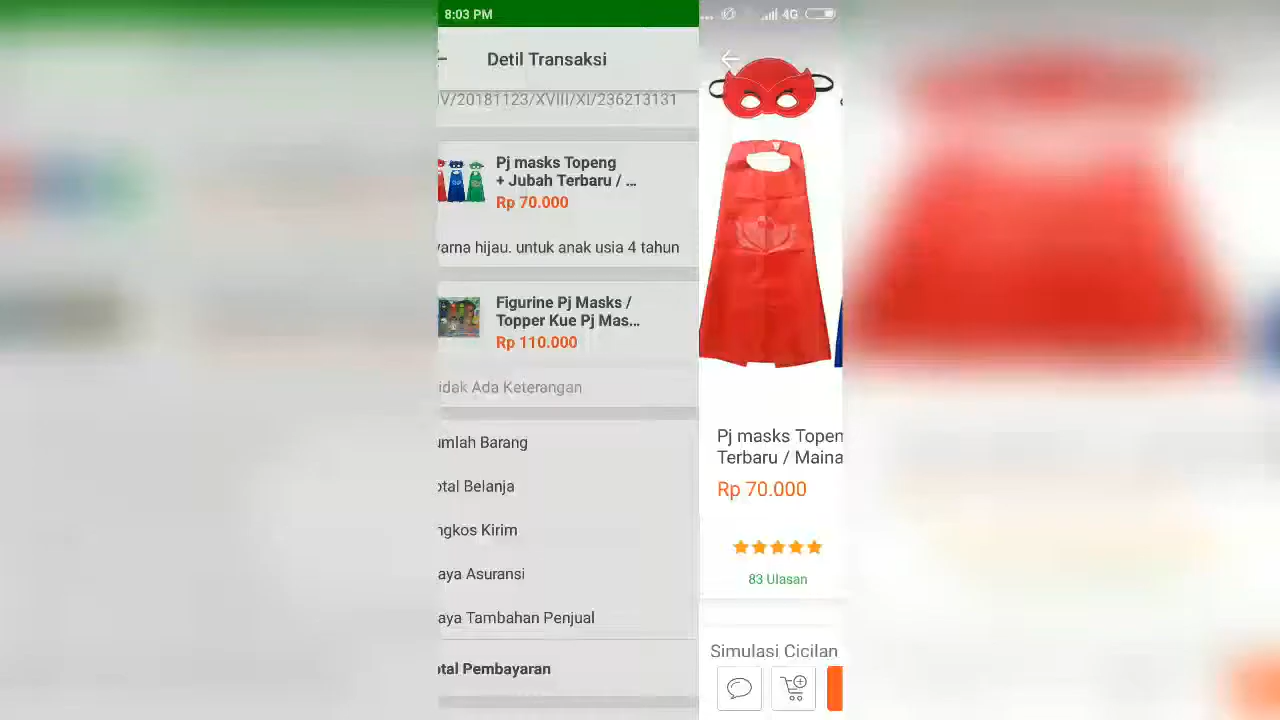 8:03 PM
4G
Detil Transaksi
V/20181123/XVIII/XI/236213131
Pj masks Topeng
+ Jubah Terbaru / ...
Rp 70.000
arna hijau. untuk anak usia 4 tahun
Figurine Pj Masks /
Topper Kue Pj Mas...
Rp 110.000
idak Ada Keterangan
umlah Barang
otal Belanja
ngkos Kirim
aya Asuransi
aya Tambahan Penjual
otal Pembayaran
Pj masks Topen
Terbaru / Maina
Rp 70.000
83 Ulasan
Simulasi Cicilan